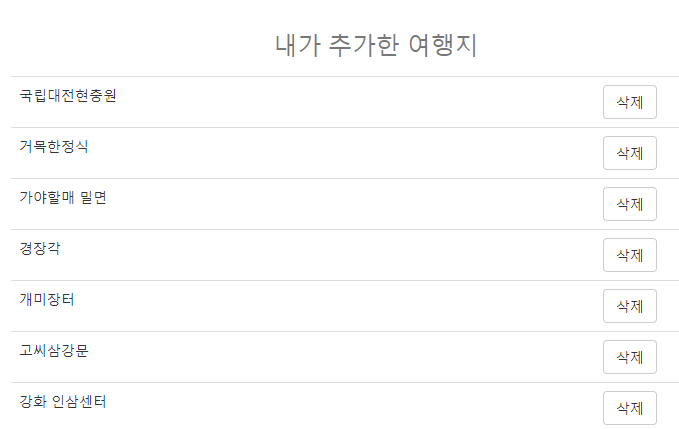 내가 추가한 여행지
국립대전현충원 삭제
거목한정식 삭제
가야할매 밀면 삭제
경장각 삭제
개미장터 삭제
고씨삼강문 삭제
강화 인삼센터 삭제